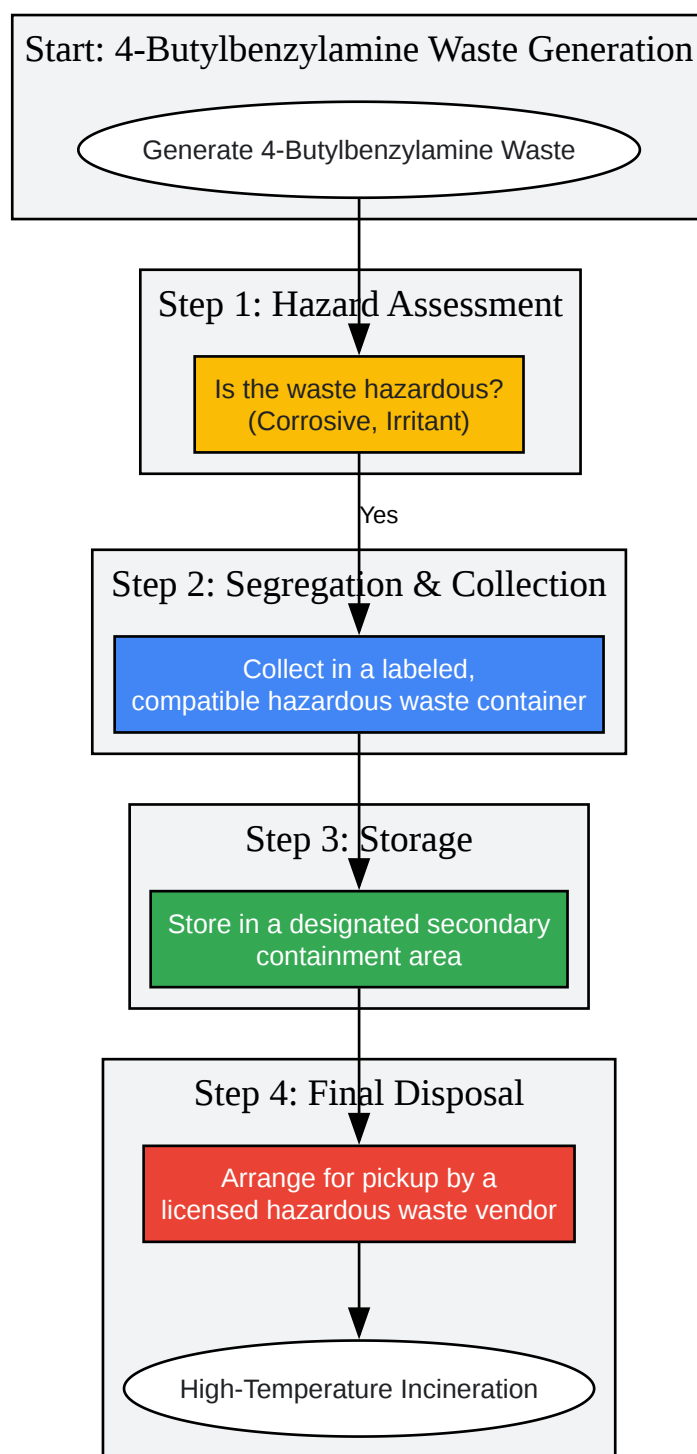 Start: 4-Butylbenzylamine Waste Generation
Generate 4-Butylbenzylamine Waste
Step 1: Hazard Assessment
Is the waste hazardous?
(Corrosive, Irritant)
Yes
Step 2: Segregation & Collection
Collect in a labeled,
compatible hazardous waste container
Step 3: Storage
Store in a designated secondary
containment area
Step 4: Final Disposal
Arrange for pickup by a
licensed hazardous waste vendor
High-Temperature Incineration